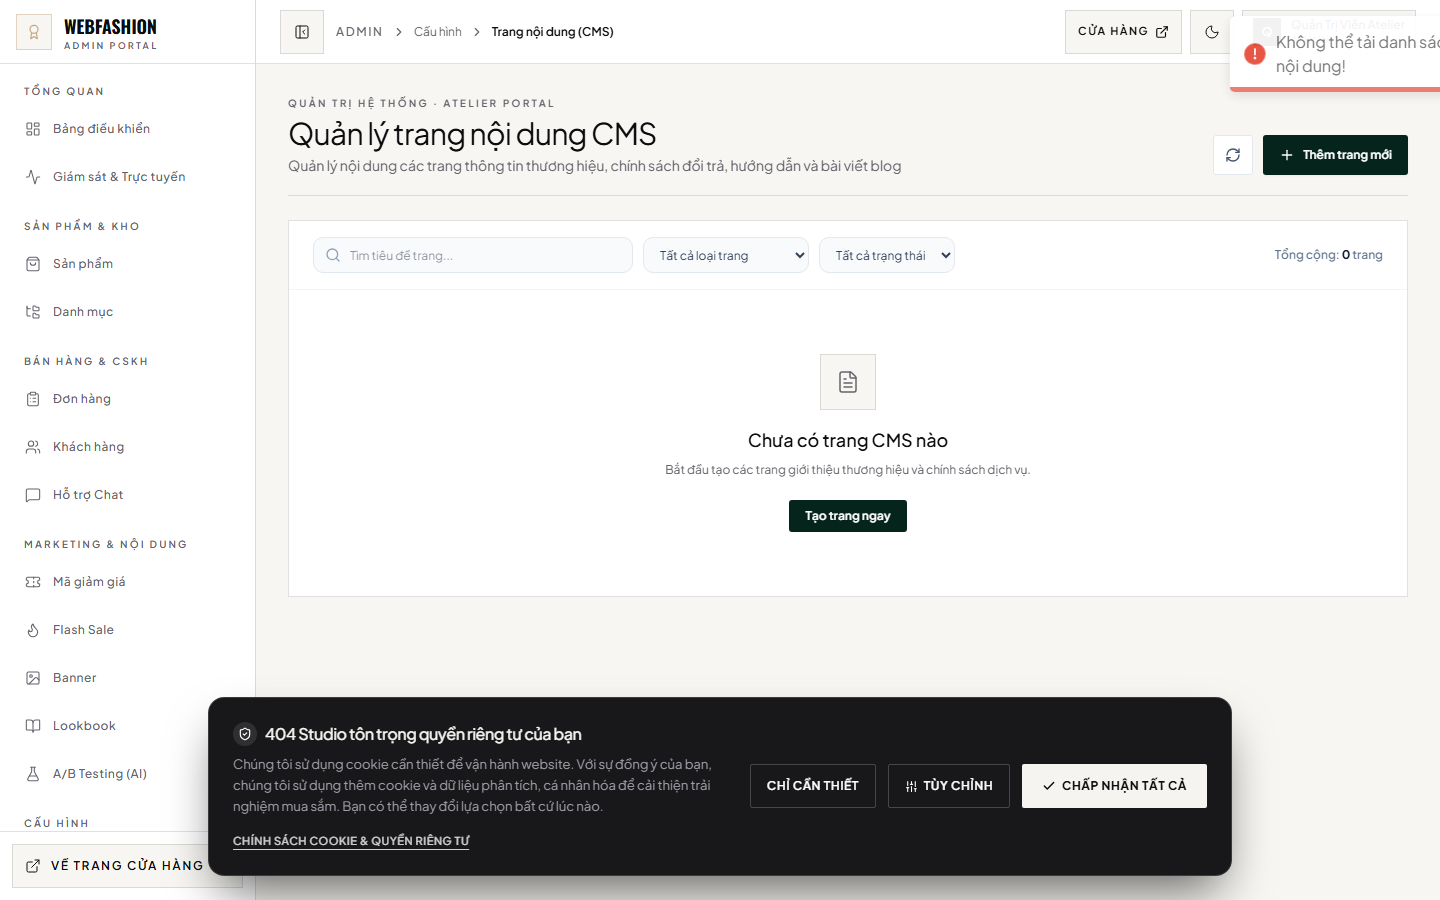 WEBFASHION
ADMIN PORTAL
TỔNG QUAN
Bảng điều khiển
Giám sát & Trực tuyến
SẢN PHẨM & KHO
Sản phẩm
Danh mục
BÁN HÀNG & CSKH
Đơn hàng
Khách hàng
Hỗ trợ Chat
MARKETING & NỘI DUNG
Mã giảm giá
Flash Sale
Banner
Lookbook
A/B Testing (AI)
CẤU HÌNH
VỀ TRANG CỬA HÀNG
ADMIN
Cấu hình
Trang nội dung (CMS)
CỬA HÀNG
Quản Trị Viên Atelier
Không thể tải danh
nội dung!
QUẢN TRỊ HỆ THỐNG · ATELIER PORTAL
Quản lý trang nội dung CMS
Quản lý nội dung các trang thông tin thương hiệu, chính sách đổi trả, hướng dẫn và bài viết blog
Thêm trang mới
Tìm tiêu đề trang...
Tất cả loại trang
Tất cả trạng thái
Tổng cộng: 0 trang
Chưa có trang CMS nào
Bắt đầu tạo các trang giới thiệu thương hiệu và chính sách dịch vụ.
Tạo trang ngay
404 Studio tôn trọng quyền riêng tư của bạn
Chúng tôi sử dụng cookie cần thiết để vận hành website. Với sự đồng ý của bạn,
chúng tôi sử dụng thêm cookie và dữ liệu phân tích, cá nhân hóa để cải thiện trải
nghiệm mua sắm. Bạn có thể thay đổi lựa chọn bất cứ lúc nào.
CHÍNH SÁCH COOKIE & QUYỀN RIÊNG TƯ
CHỈ CẦN THIẾT
TÙY CHỈNH
CHẤP NHẬN TẤT CẢ